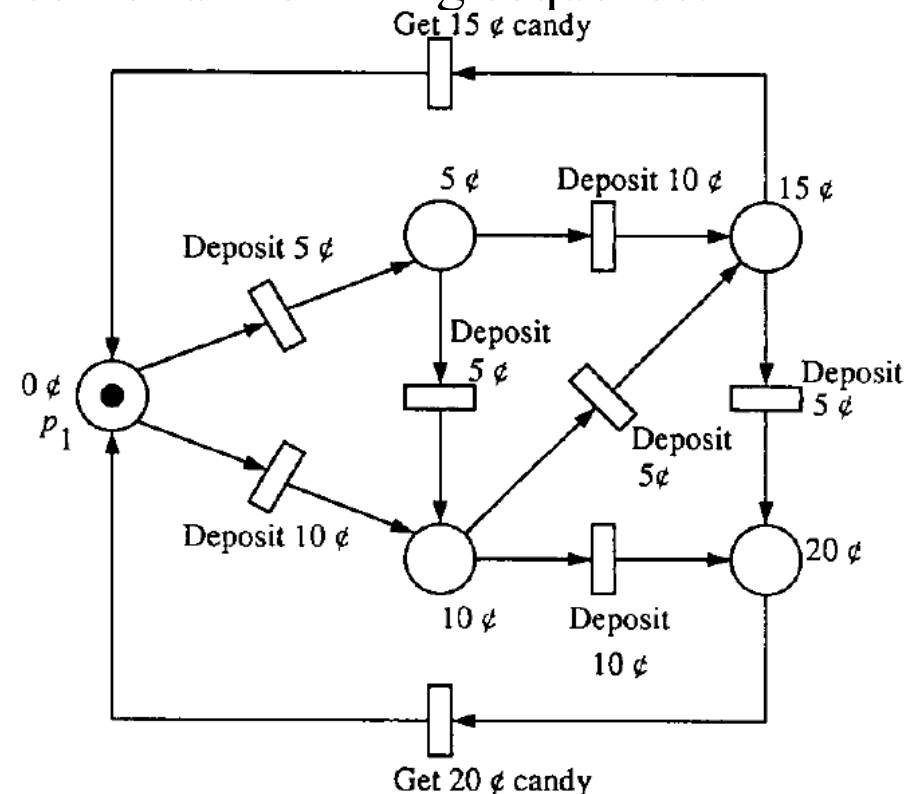 Get 15 ¢ candy
5 ¢
Deposit 10 ¢
15 ¢
Deposit 5 ¢
Deposit
5 ¢
0 ¢
p1
Deposit
5 ¢
Deposit
5¢
Deposit 10 ¢
20 ¢
10 ¢
Deposit
10 ¢
Get 20 ¢ candy